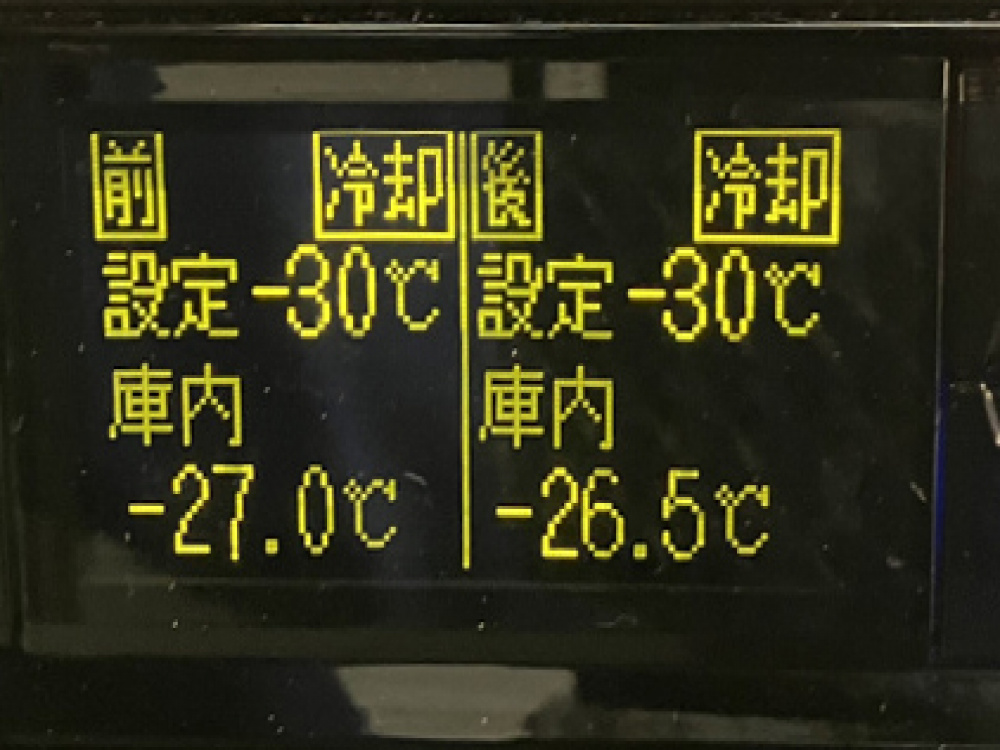 前 冷却
設定 -30℃
庫内
-27.0℃
後 冷却
設定 -30℃
庫内
-26.5℃